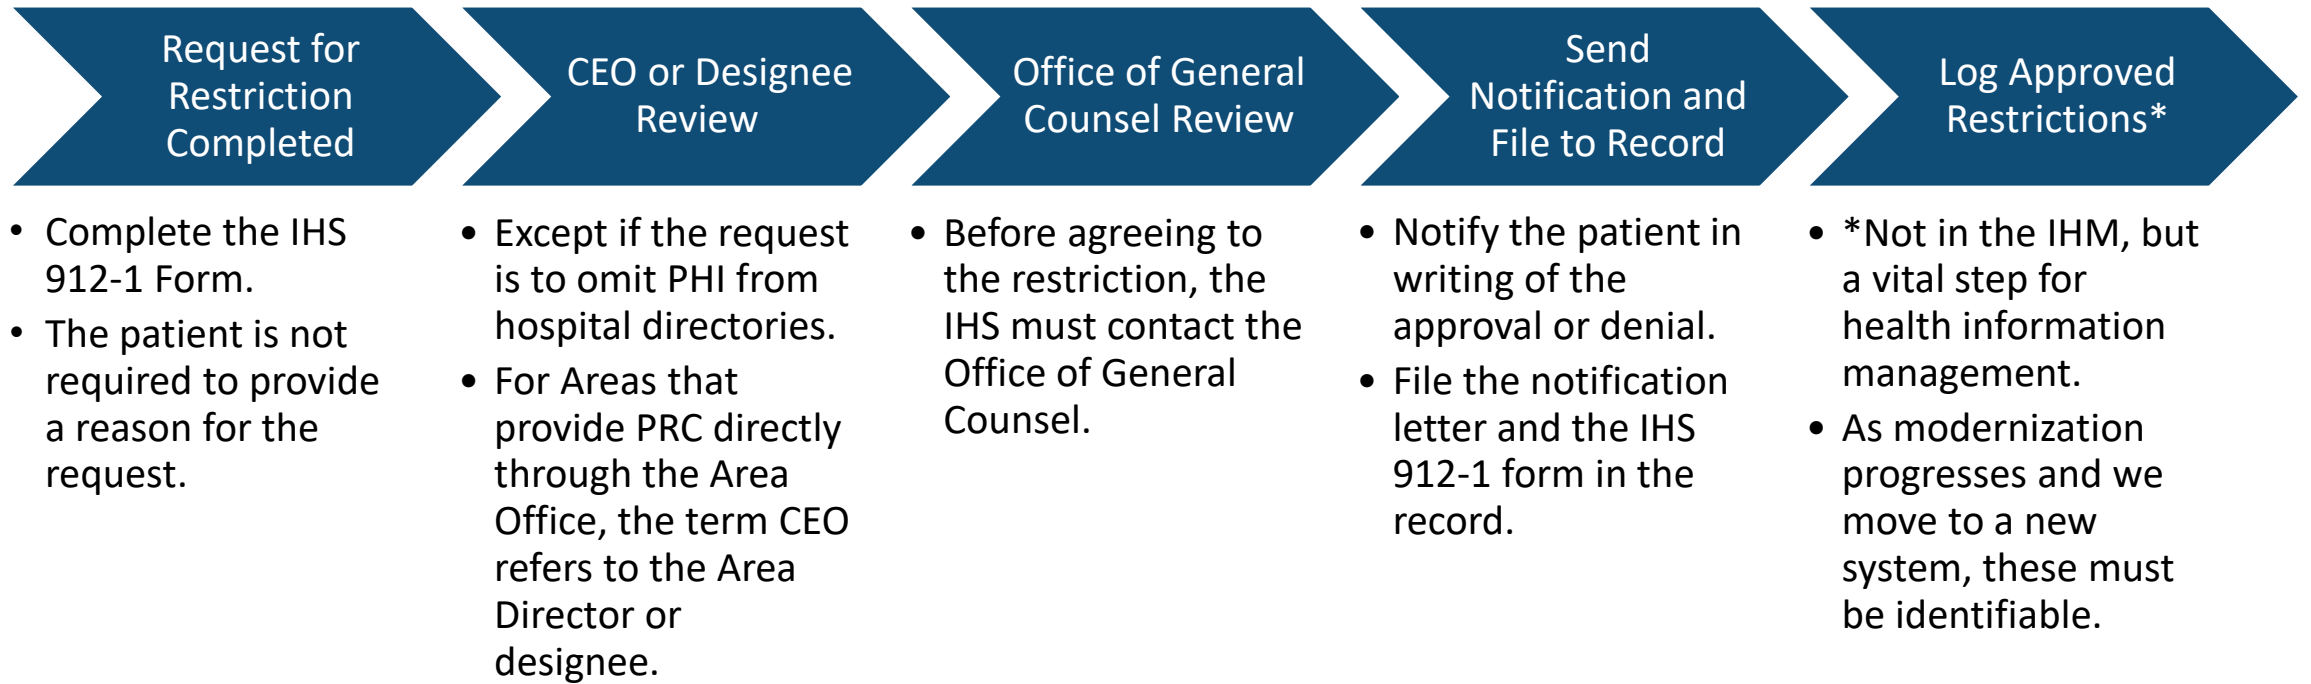 Request for
Restriction
Completed
• Complete the IHS
912-1 Form.
• The patient is not
required to provide
a reason for the
request.
CEO or Designee
Review
• Except if the request
is to omit PHI from
hospital directories.
• For Areas that
provide PRC directly
through the Area
Office, the term CEO
refers to the Area
Director or
designee.
Office of General
Counsel Review
• Before agreeing to
the restriction, the
IHS must contact the
Office of General
Counsel.
Send
Notification and
File to Record
• Notify the patient in
writing of the
approval or denial.
• File the notification
letter and the IHS
912-1 form in the
record.
Log Approved
Restrictions*
• *Not in the IHM, but
a vital step for
health information
management.
• As modernization
progresses and we
move to a new
system, these must
be identifiable.